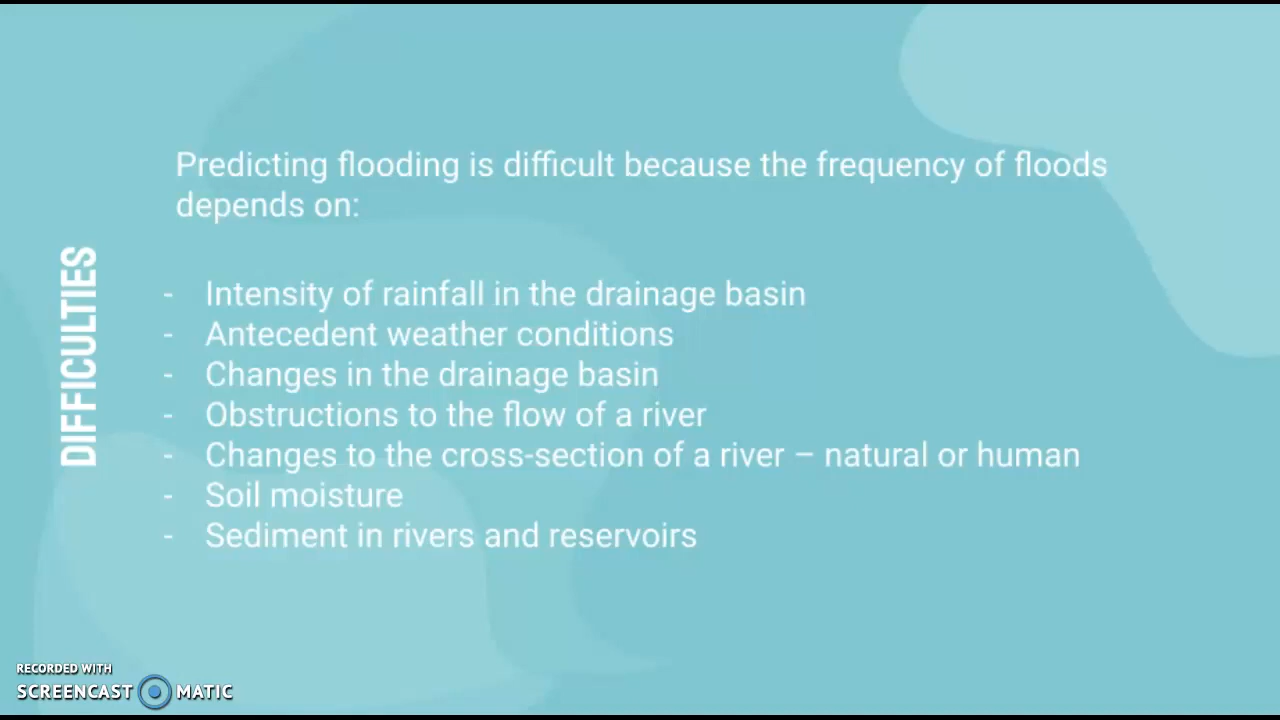 Predicting flooding is difficult because the frequency of floods
depends on:
DIFFICULTIES
- Intensity of rainfall in the drainage basin
- Antecedent weather conditions
- Changes in the drainage basin
- Obstructions to the flow of a river
- Changes to the cross-section of a river – natural or human
- Soil moisture
- Sediment in rivers and reservoirs
RECORDED WITH
SCREENCAST MATIC